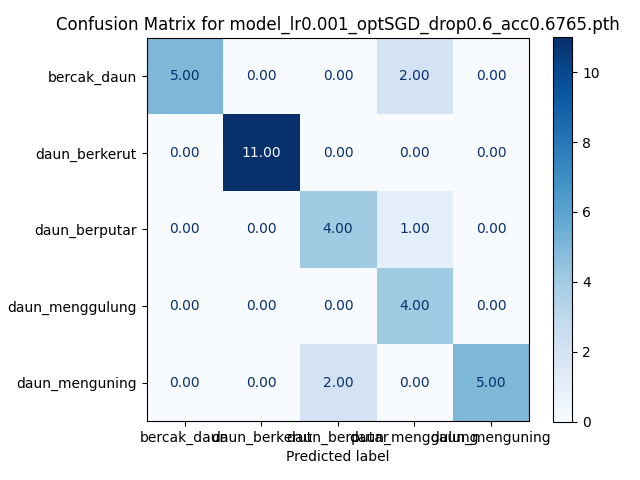 Confusion Matrix for model_lr0.001_optSGD_drop0.6_acc0.6765.pth
bercak_daun 5.00 0.00 0.00 2.00 0.00
daun_berkerut 0.00 11.00 0.00 0.00 0.00
daun_berputar 0.00 0.00 4.00 1.00 0.00
daun_menggulung 0.00 0.00 0.00 4.00 0.00
daun_menguning 0.00 0.00 2.00 0.00 5.00
bercak_daun daun_berkerut daun_berputar daun_menggulung daun_menguning
Predicted label
10
8
6
4
2
0